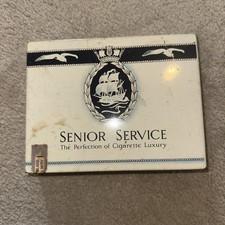 SENIOR SERVICE
The Perfection of Cigarette Luxury